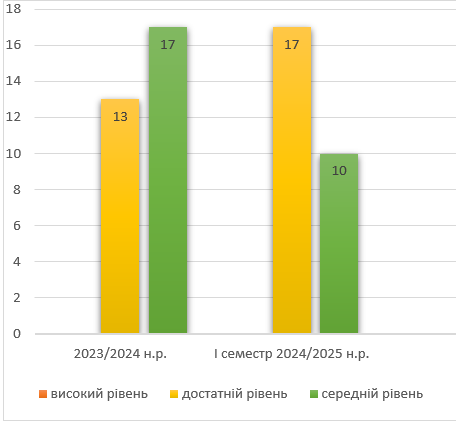 18
16
14
12
10
8
6
4
2
0
13
17
17
10
2023/2024 н.р.
І семестр 2024/2025 н.р.
високий рівень
достатній рівень
середній рівень